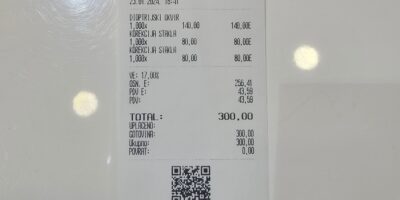 23.01.2024. 16:41
DIOPTRIJSKI OKVIR
1,000x 140,00 140,00E
KOREKCIJA STAKLA
1,000x 80,00 80,00E
KOREKCIJA STAKLA
1,000x 80,00 80,00E
VE: 17,00%
OSN. E: 256,41
PDV E: 43,59
PDV: 43,59
TOTAL: 300,00
UPLAĆENO:
GOTOVINA: 300,00
Ukupno: 300,00
POVRAT: 0,00